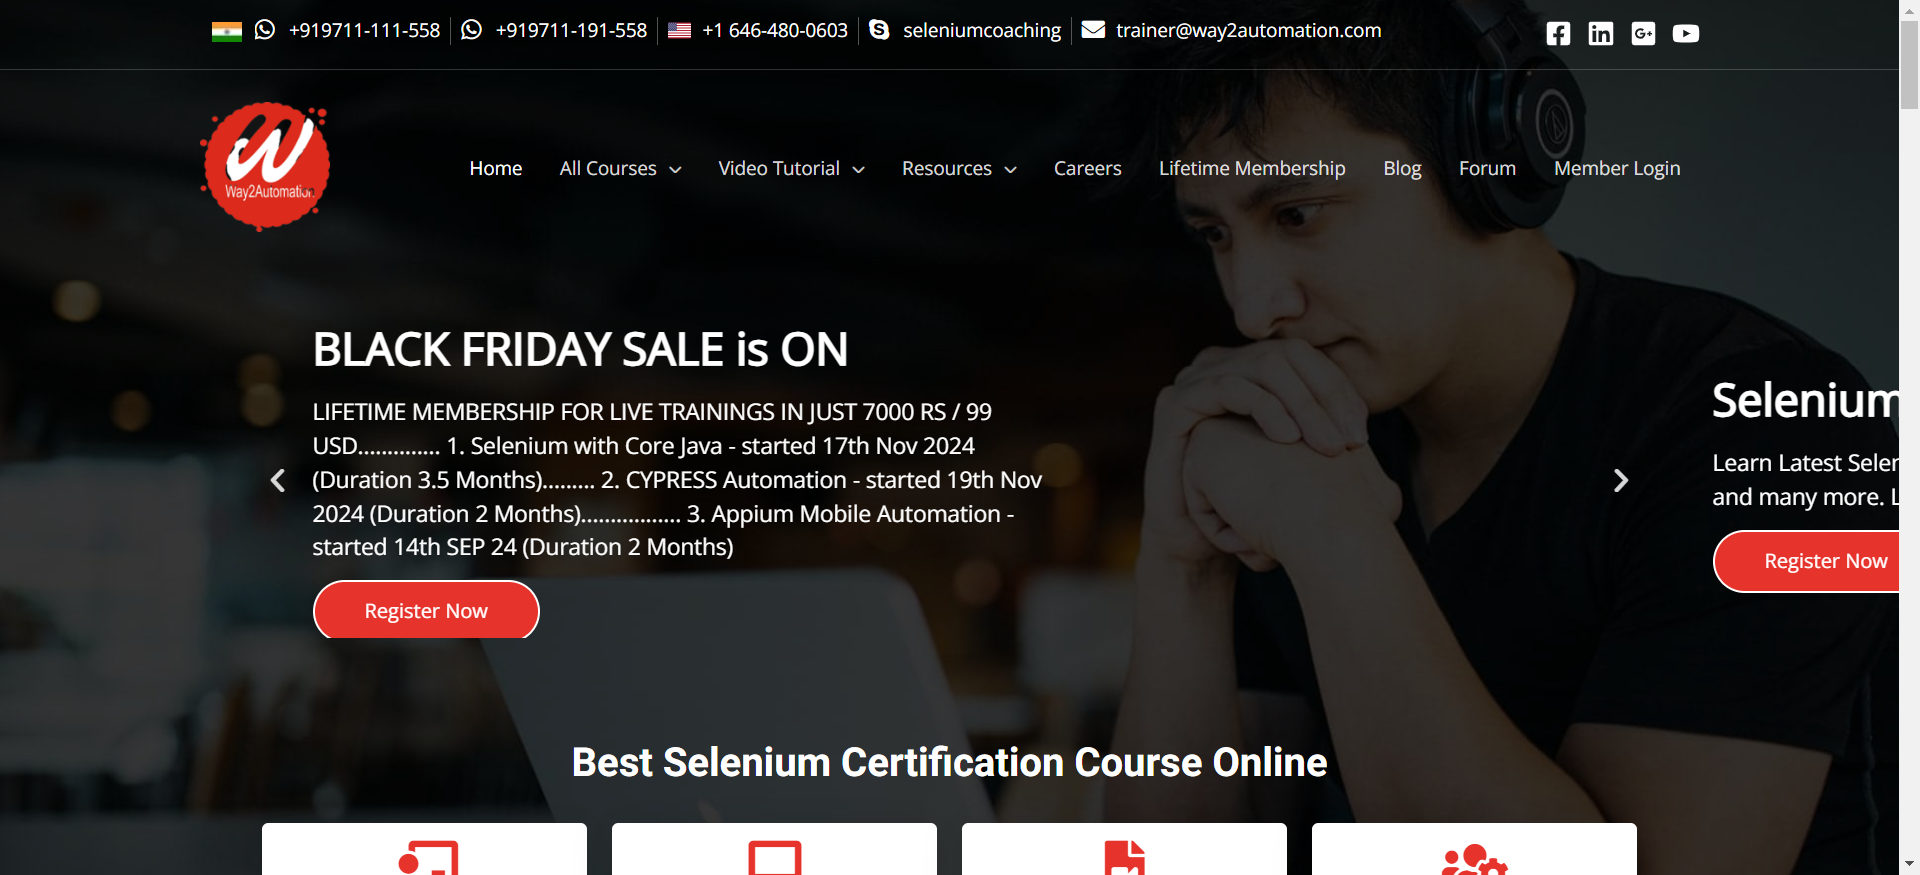 +919711-111-558
+919711-191-558
+1 646-480-0603
seleniumcoaching
trainer@way2automation.com
Way2Automation
Home
All Courses
Video Tutorial
Resources
Careers
Lifetime Membership
Blog
Forum
Member Login
BLACK FRIDAY SALE is ON
LIFETIME MEMBERSHIP FOR LIVE TRAININGS IN JUST 7000 RS / 99
USD.............. 1. Selenium with Core Java - started 17th Nov 2024
(Duration 3.5 Months)......... 2. CYPRESS Automation - started 19th Nov
2024 (Duration 2 Months)................. 3. Appium Mobile Automation -
started 14th SEP 24 (Duration 2 Months)
Register Now
Selenium
Learn Latest Seler
and many more. L
Register Now
Best Selenium Certification Course Online